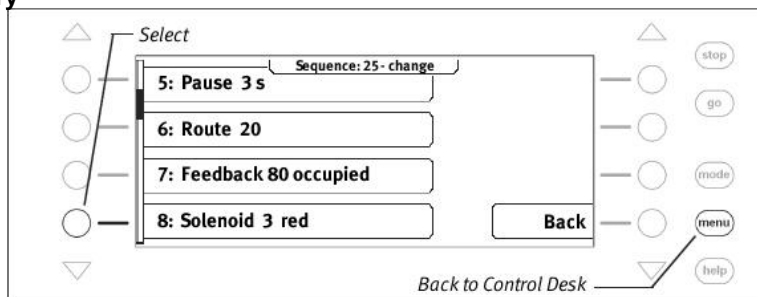 y
Select
Sequence: 25 - change
stop
5: Pause 3 s
go
6: Route 20
7: Feedback 80 occupied
mode
8: Solenoid 3 red
Back
menu
Back to Control Desk
help